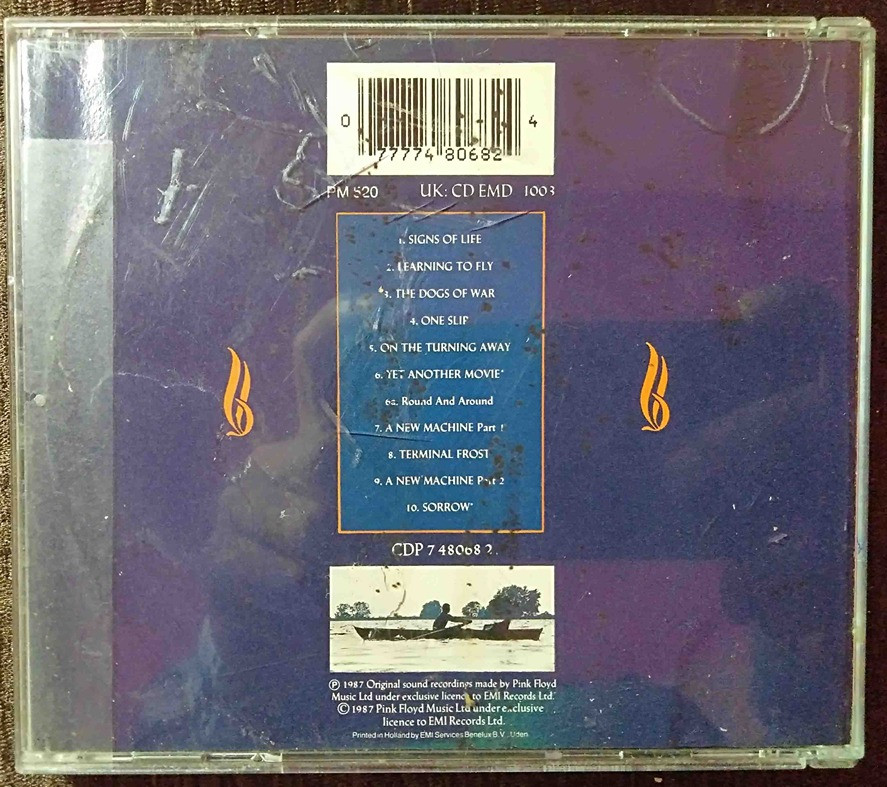 0 77774 80682 4
PM 520 UK: CD EMD 1003
1. SIGNS OF LIFE
2. LEARNING TO FLY
3. THE DOGS OF WAR
4. ONE SLIP
5. ON THE TURNING AWAY
6. YET ANOTHER MOVIE*
6a. Round And Around
7. A NEW MACHINE Part 1
8. TERMINAL FROST
9. A NEW MACHINE Part 2
10. SORROW*
CDP 7 48068 2
Ⓟ 1987 Original sound recordings made by Pink Floyd
Music Ltd under exclusive licence to EMI Records Ltd.
© 1987 Pink Floyd Music Ltd under exclusive
licence to EMI Records Ltd.
Printed in Holland by EMI Services Benelux B.V., Uden